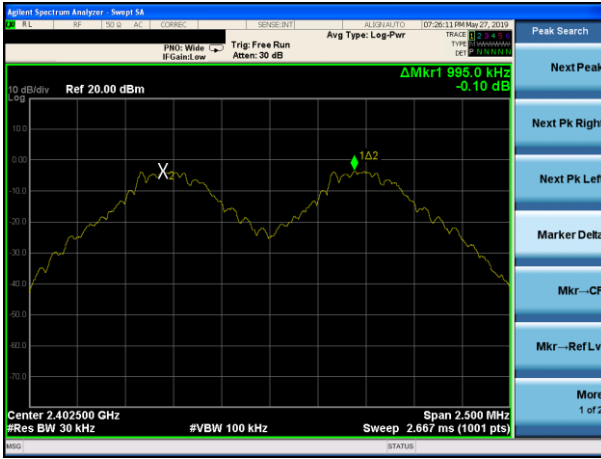 Agilent Spectrum Analyzer - Swept SA
RL RF 50 Ω AC CORREC SENSE:INT ALIGN AUTO 07:26:11 PM May 27, 2019
Avg Type: Log-Pwr
TRACE 1 2 3 4 5 6
TYPE M
DET P N N N N N
PNO: Wide
IFGain:Low
Trig: Free Run
Atten: 30 dB
ΔMkr1 995.0 kHz
-0.10 dB
10 dB/div
Log
Ref 20.00 dBm
10.0
0.00
-10.0
-20.0
-30.0
-40.0
-50.0
-60.0
-70.0
X2
1Δ2
Center 2.402500 GHz
#Res BW 30 kHz
#VBW 100 kHz
Span 2.500 MHz
Sweep 2.667 ms (1001 pts)
MSG
STATUS
Peak Search
Next Peak
Next Pk Right
Next Pk Left
Marker Delta
Mkr→CF
Mkr→Ref Lv
More
1 of 2